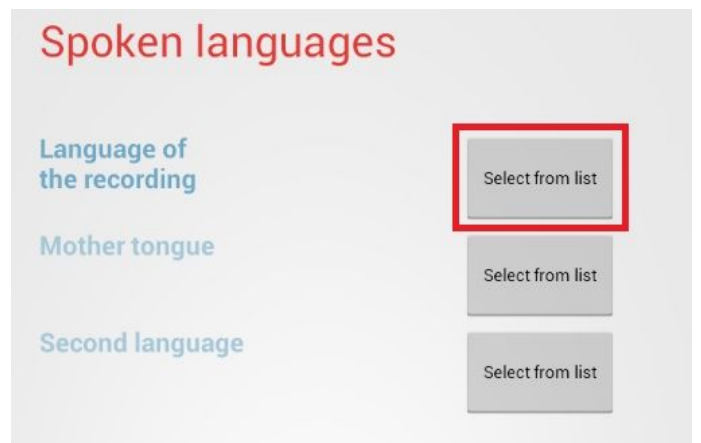 Spoken languages
Language of
the recording
Select from list
Mother tongue
Select from list
Second language
Select from list